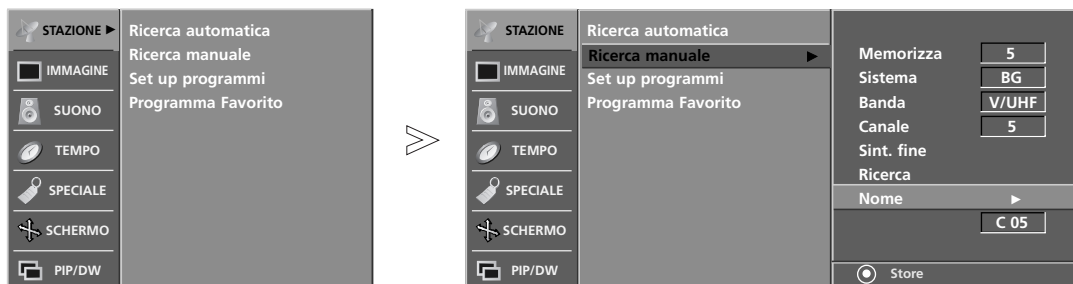 STAZIONE ►
IMMAGINE
SUONO
TEMPO
SPECIALE
SCHERMO
PIP/DW
Ricerca automatica
Ricerca manuale
Set up programmi
Programma Favorito
STAZIONE
IMMAGINE
SUONO
TEMPO
SPECIALE
SCHERMO
PIP/DW
Ricerca automatica
Ricerca manuale ►
Set up programmi
Programma Favorito
Memorizza 5
Sistema BG
Banda V/UHF
Canale 5
Sint. fine
Ricerca
Nome ►
C 05
Store